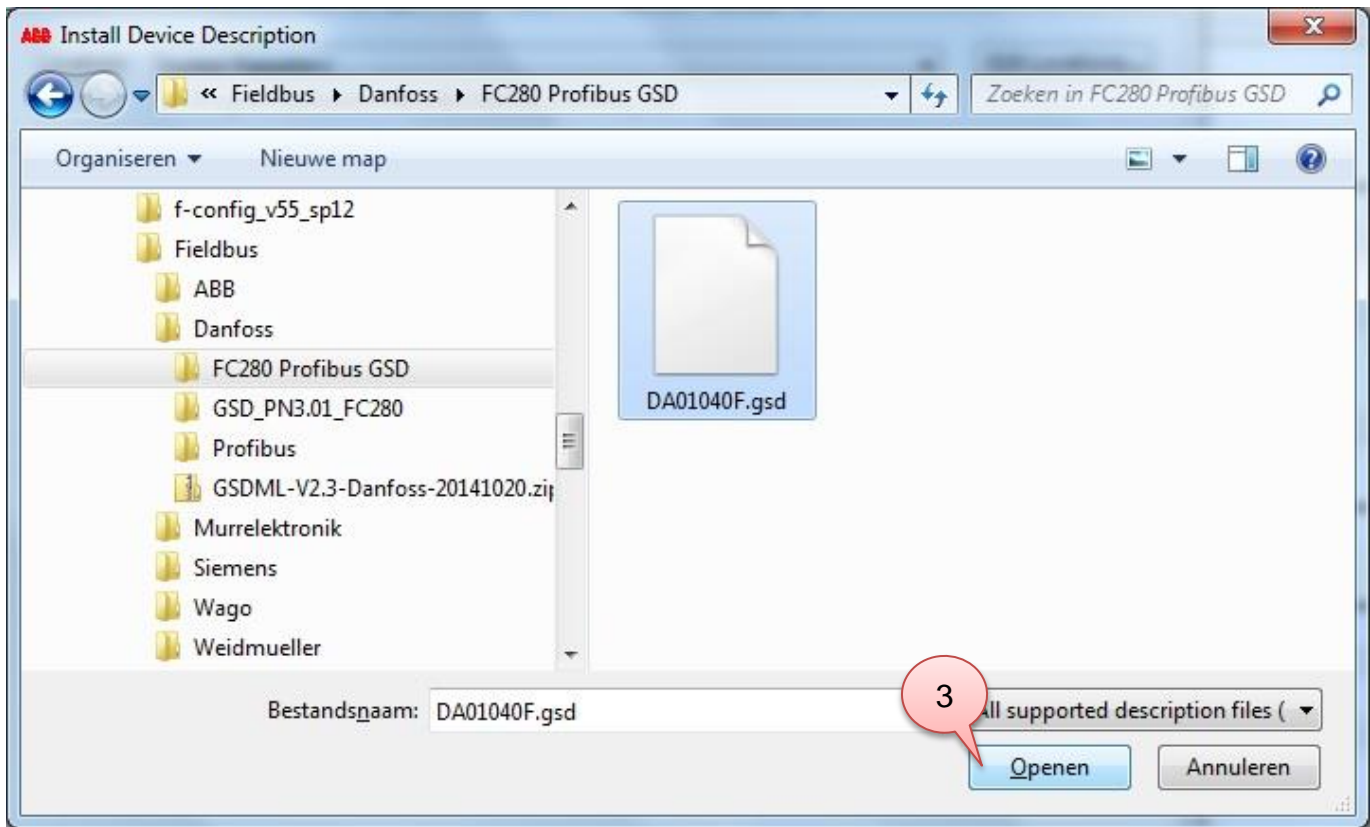 ABB Install Device Description
« Fieldbus Danfoss FC280 Profibus GSD Zoeken in FC280 Profibus GSD
Organiseren Nieuwe map
f-config_v55_sp12
Fieldbus
ABB
Danfoss
FC280 Profibus GSD
GSD_PN3.01_FC280
Profibus
GSDML-V2.3-Danfoss-20141020.zip
Murrelektronik
Siemens
Wago
Weidmueller
DA01040F.gsd
Bestandsnaam: DA01040F.gsd
All supported description files (
3
Openen Annuleren